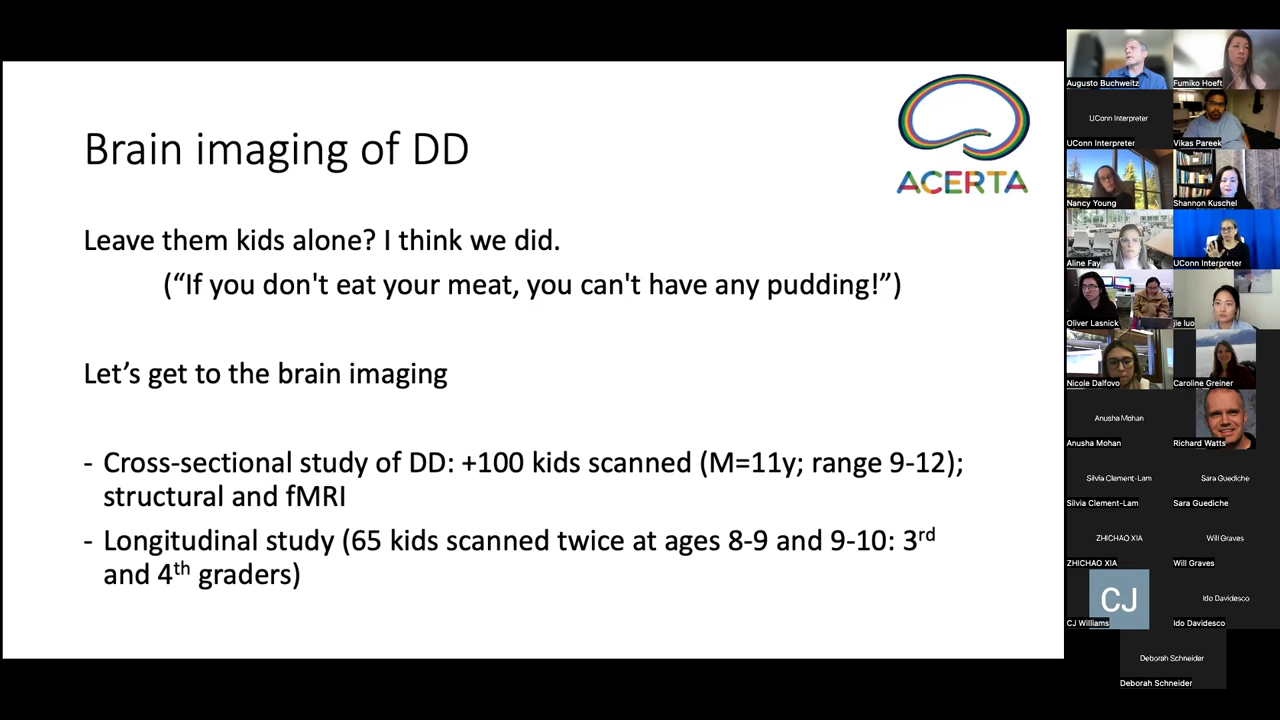 Brain imaging of DD
ACERTA
Leave them kids alone? I think we did.
(“If you don't eat your meat, you can't have any pudding!”)
Let’s get to the brain imaging
- Cross-sectional study of DD: +100 kids scanned (M=11y; range 9-12);
structural and fMRI
- Longitudinal study (65 kids scanned twice at ages 8-9 and 9-10: 3rd
and 4th graders)
Augusto Buchweitz
Fumiko Hoeft
UConn Interpreter
UConn Interpreter
Vikas Pareek
Nancy Young
Shannon Kuschel
Aline Fay
UConn Interpreter
Oliver Lasnick
jie luo
Nicole Dalfovo
Caroline Greiner
Anusha Mohan
Anusha Mohan
Richard Watts
Silvia Clement-Lam
Sara Guediche
Silvia Clement-Lam
Sara Guediche
ZHICHAO XIA
Will Graves
ZHICHAO XIA
Will Graves
CJ
Ido Davidesco
CJ Williams
Ido Davidesco
Deborah Schneider
Deborah Schneider